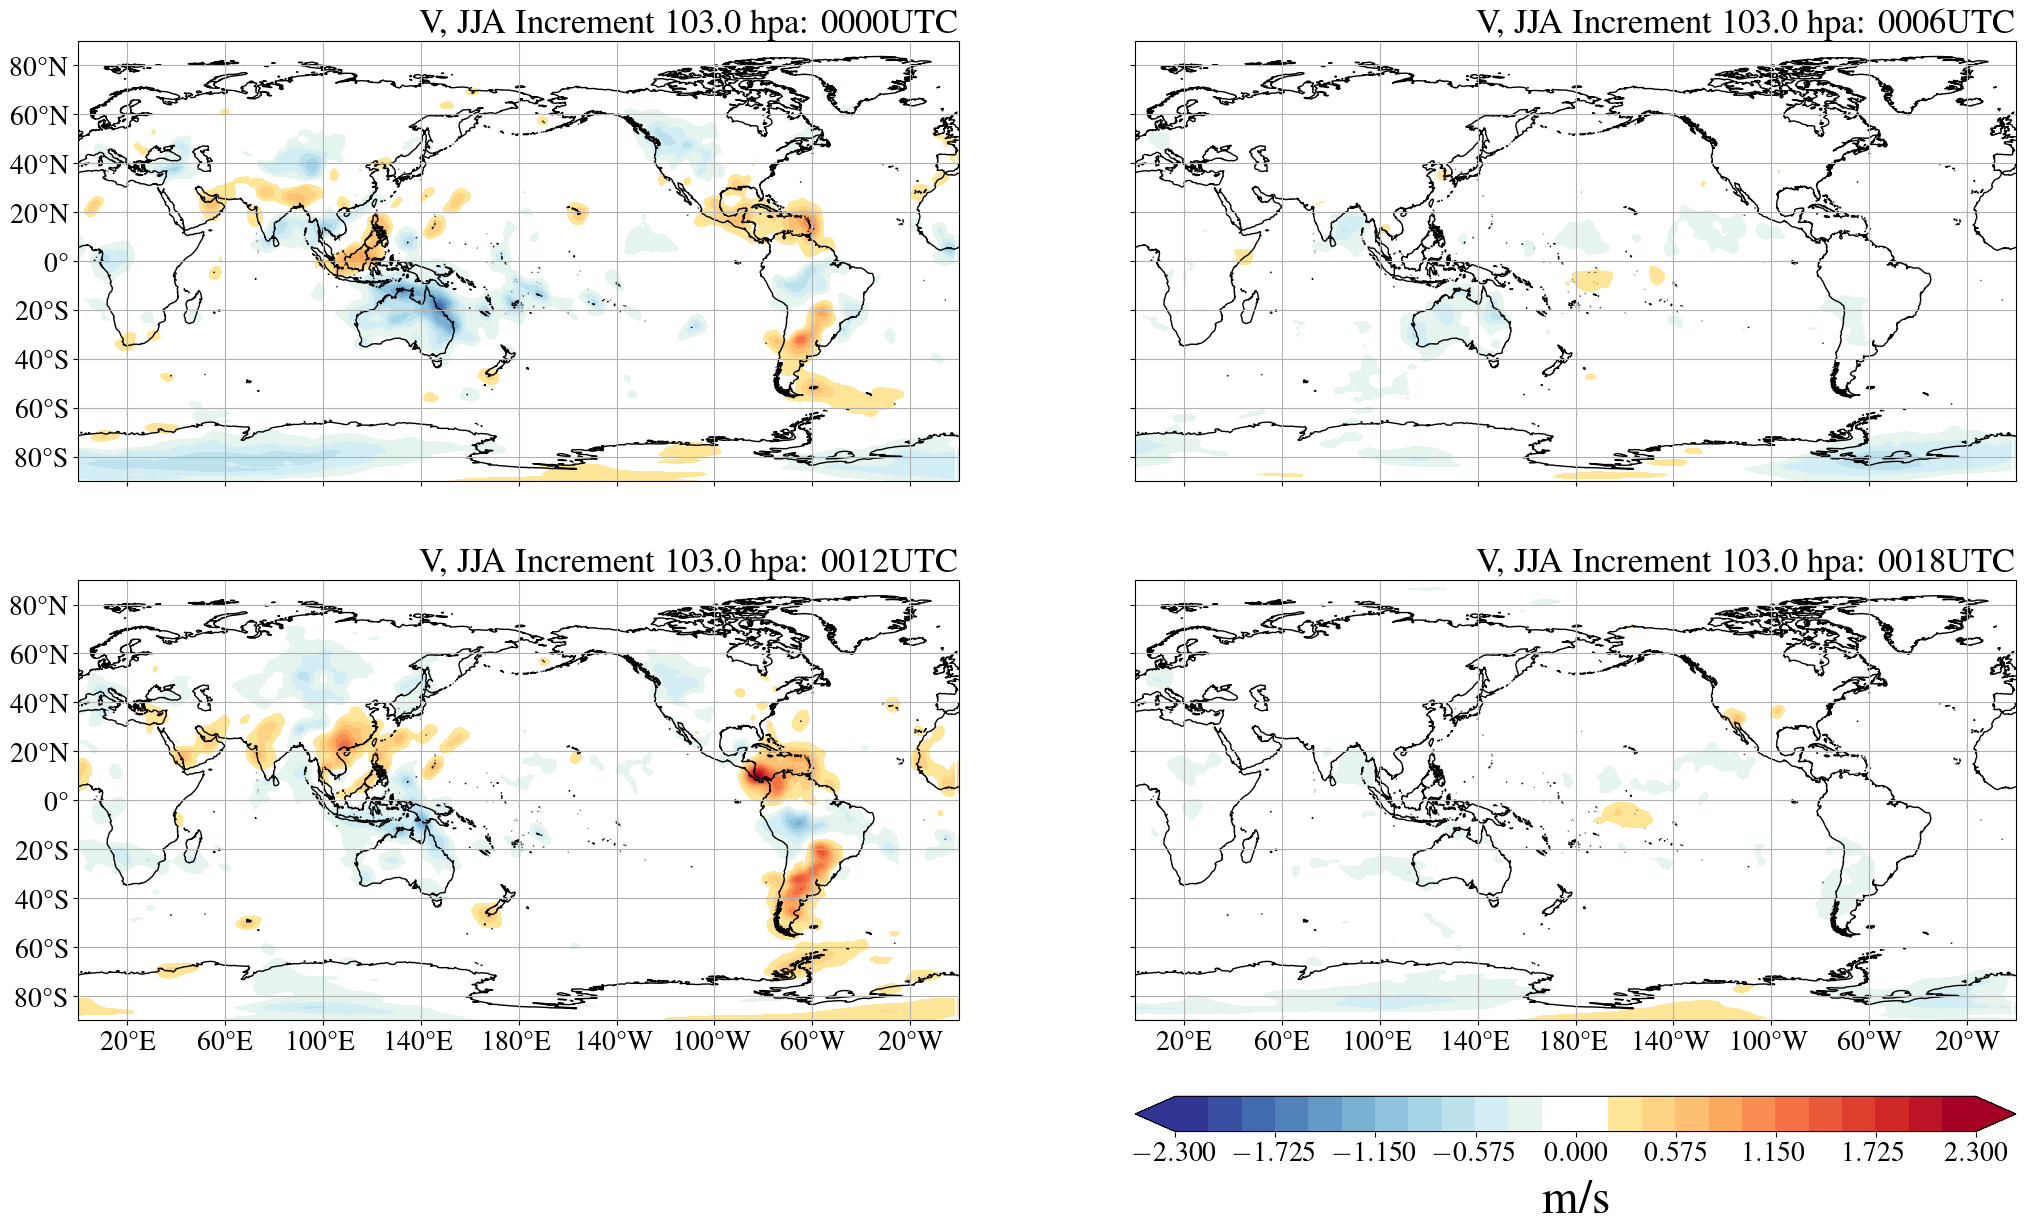 V, JJA Increment 103.0 hpa: 0000UTC
80°N
60°N
40°N
20°N
0°
20°S
40°S
60°S
80°S
V, JJA Increment 103.0 hpa: 0006UTC
V, JJA Increment 103.0 hpa: 0012UTC
80°N
60°N
40°N
20°N
0°
20°S
40°S
60°S
80°S
20°E 60°E 100°E 140°E 180°E 140°W 100°W 60°W 20°W
V, JJA Increment 103.0 hpa: 0018UTC
20°E 60°E 100°E 140°E 180°E 140°W 100°W 60°W 20°W
−2.300 −1.725 −1.150 −0.575 0.000 0.575 1.150 1.725 2.300
m/s